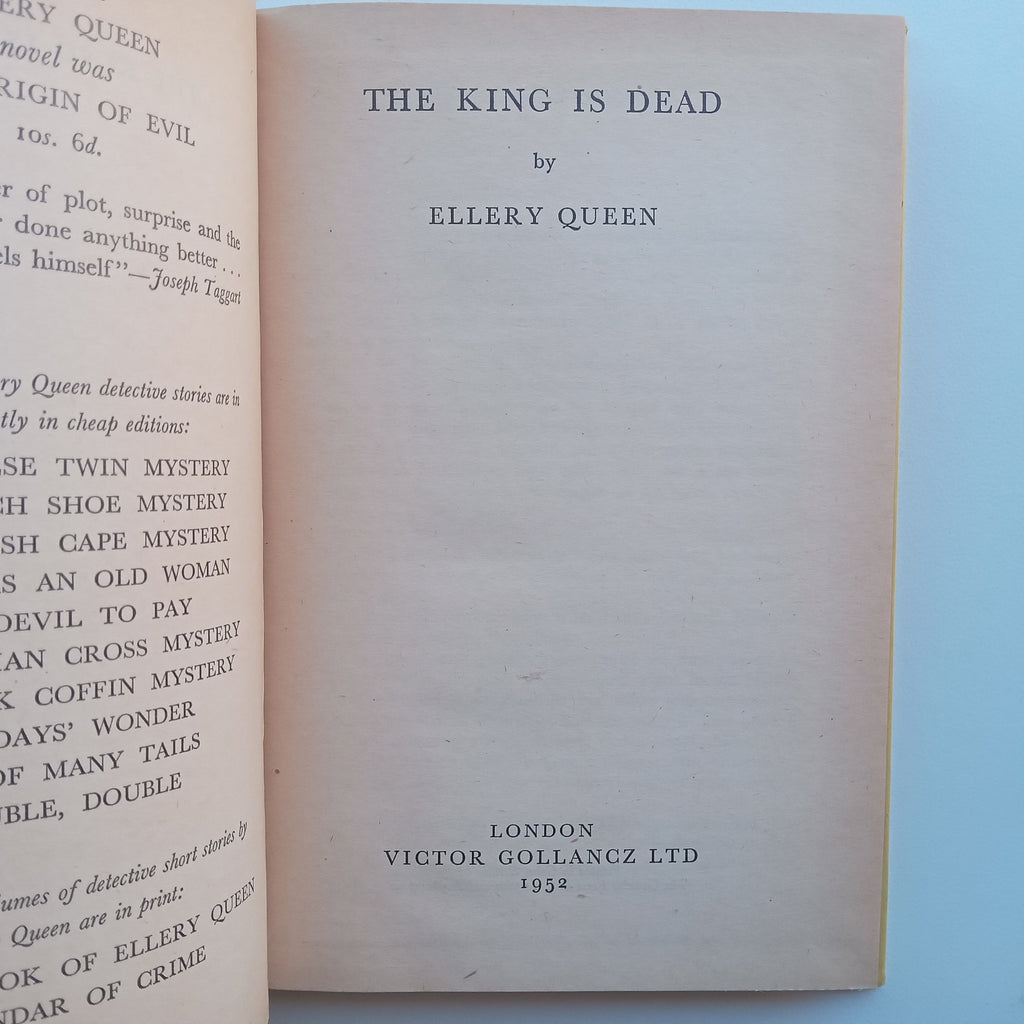 ERY QUEEN
novel was
RIGIN OF EVIL
10s. 6d.
r of plot, surprise and the
done anything better...
ls himself”—Joseph Taggart
ry Queen detective stories are in
tly in cheap editions:
SE TWIN MYSTERY
CH SHOE MYSTERY
SH CAPE MYSTERY
S AN OLD WOMAN
DEVIL TO PAY
IAN CROSS MYSTERY
K COFFIN MYSTERY
DAYS’ WONDER
OF MANY TAILS
BLE, DOUBLE
umes of detective short stories by
Queen are in print:
OOK OF ELLERY QUEEN
NDAR OF CRIME
THE KING IS DEAD
by
ELLERY QUEEN
LONDON
VICTOR GOLLANCZ LTD
1952